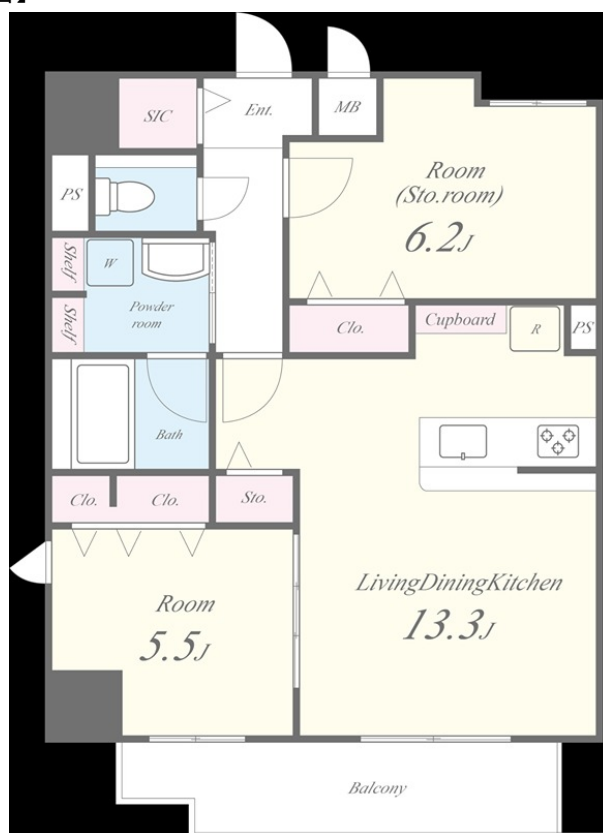 SIC
Ent.
MB
PS
Room
(Sto.room)
6.2J
Shelf
W
Shelf
Powder
room
Clo.
Cupboard
R
PS
Bath
Clo.
Clo.
Sto.
Room
5.5J
LivingDiningKitchen
13.3J
Balcony